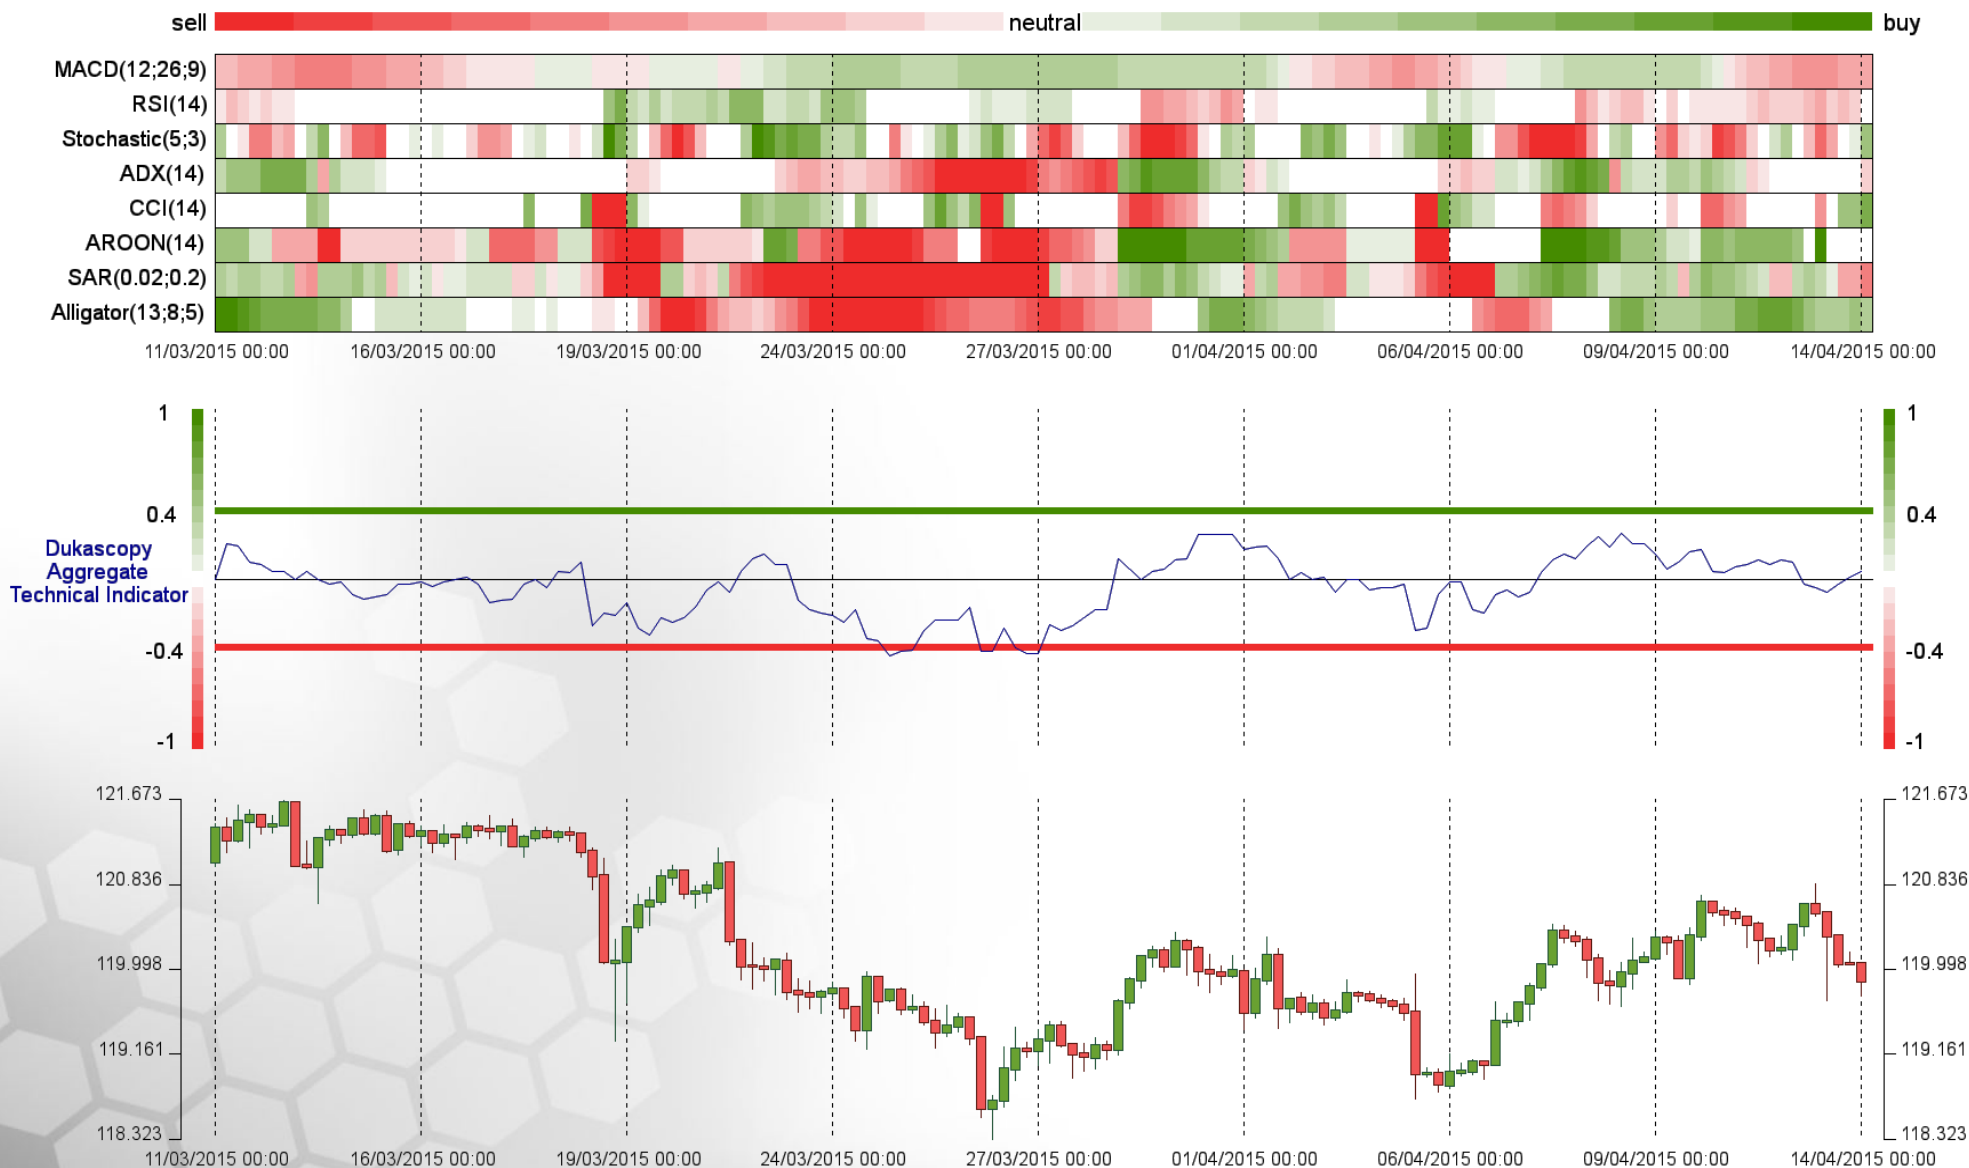 sell neutral buy
MACD(12;26;9)
RSI(14)
Stochastic(5;3)
ADX(14)
CCI(14)
AROON(14)
SAR(0.02;0.2)
Alligator(13;8;5)
11/03/2015 00:00 16/03/2015 00:00 19/03/2015 00:00 24/03/2015 00:00 27/03/2015 00:00 01/04/2015 00:00 06/04/2015 00:00 09/04/2015 00:00 14/04/2015 00:00
1 1
0.4 0.4
Dukascopy
Aggregate
Technical Indicator
-0.4 -0.4
-1 -1
121.673 121.673
120.836 120.836
119.998 119.998
119.161 119.161
118.323 118.323
11/03/2015 00:00 16/03/2015 00:00 19/03/2015 00:00 24/03/2015 00:00 27/03/2015 00:00 01/04/2015 00:00 06/04/2015 00:00 09/04/2015 00:00 14/04/2015 00:00